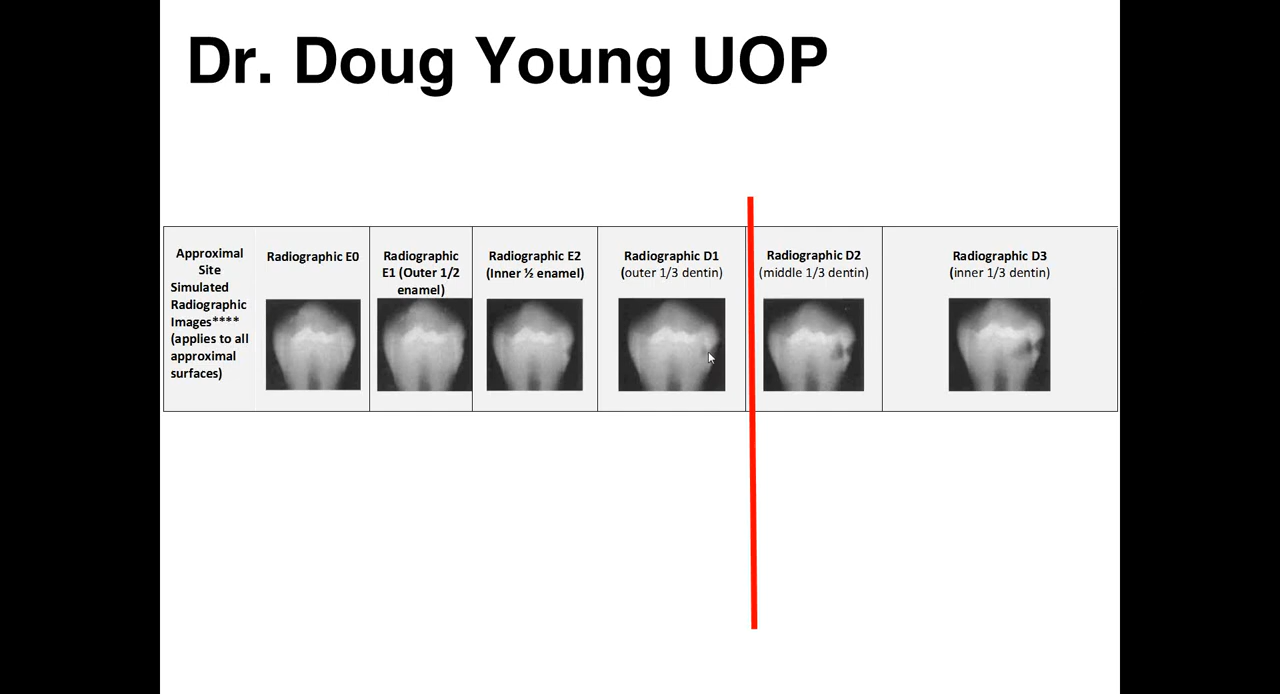 Dr. Doug Young UOP
Approximal
Site
Simulated
Radiographic
Images****
(applies to all
approximal
surfaces)
Radiographic E0
Radiographic
E1 (Outer 1/2
enamel)
Radiographic E2
(Inner ½ enamel)
Radiographic D1
(outer 1/3 dentin)
Radiographic D2
(middle 1/3 dentin)
Radiographic D3
(inner 1/3 dentin)